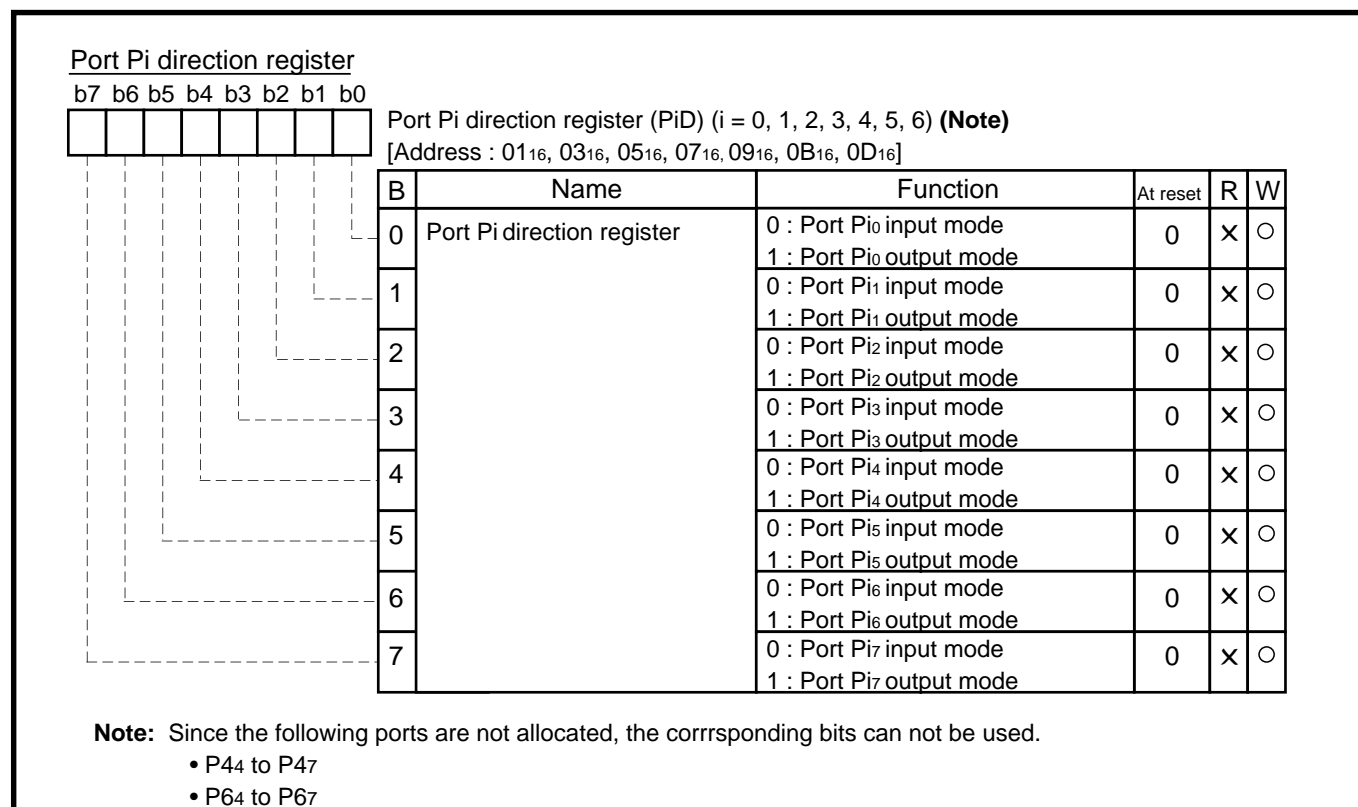 Port Pi direction register
b7 b6 b5 b4 b3 b2 b1 b0
Port Pi direction register (PiD) (i = 0, 1, 2, 3, 4, 5, 6) (Note)
[Address : 0116, 0316, 0516, 0716, 0916, 0B16, 0D16]
B Name Function At reset R W
0 Port Pi direction register 0 : Port Pi0 input mode 0 × ○
1 : Port Pi0 output mode
1 0 : Port Pi1 input mode 0 × ○
1 : Port Pi1 output mode
2 0 : Port Pi2 input mode 0 × ○
1 : Port Pi2 output mode
3 0 : Port Pi3 input mode 0 × ○
1 : Port Pi3 output mode
4 0 : Port Pi4 input mode 0 × ○
1 : Port Pi4 output mode
5 0 : Port Pi5 input mode 0 × ○
1 : Port Pi5 output mode
6 0 : Port Pi6 input mode 0 × ○
1 : Port Pi6 output mode
7 0 : Port Pi7 input mode 0 × ○
1 : Port Pi7 output mode
Note: Since the following ports are not allocated, the corrrsponding bits can not be used.
• P44 to P47
• P64 to P67